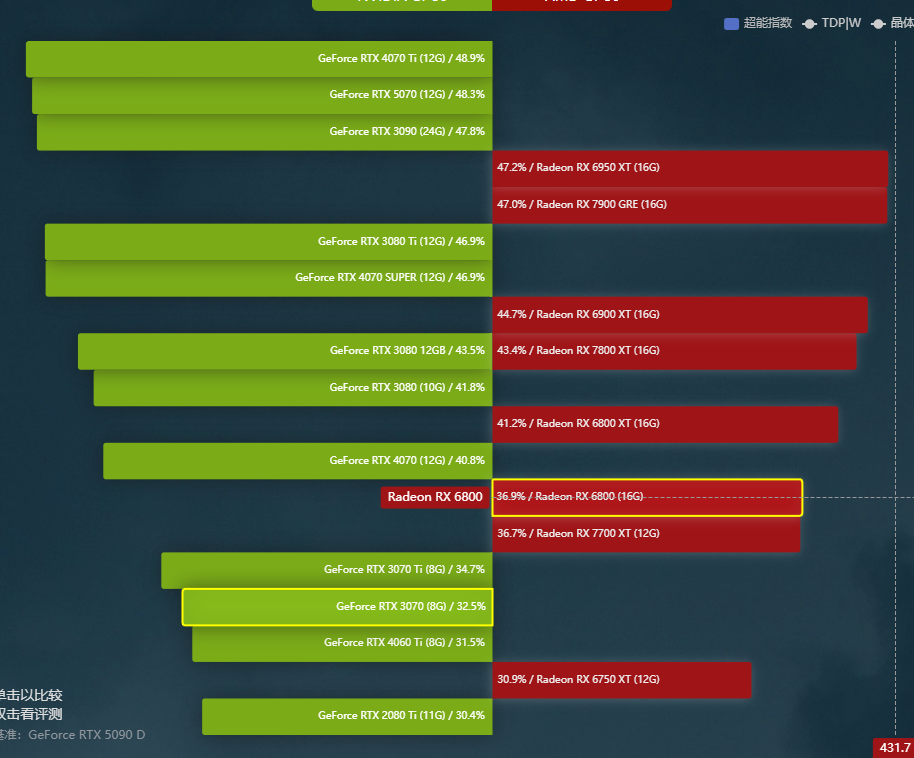 超能指数 TDP|W 晶体
GeForce RTX 4070 Ti (12G) / 48.9%
GeForce RTX 5070 (12G) / 48.3%
GeForce RTX 3090 (24G) / 47.8%
47.2% / Radeon RX 6950 XT (16G)
47.0% / Radeon RX 7900 GRE (16G)
GeForce RTX 3080 Ti (12G) / 46.9%
GeForce RTX 4070 SUPER (12G) / 46.9%
44.7% / Radeon RX 6900 XT (16G)
GeForce RTX 3080 12GB / 43.5%
43.4% / Radeon RX 7800 XT (16G)
GeForce RTX 3080 (10G) / 41.8%
41.2% / Radeon RX 6800 XT (16G)
GeForce RTX 4070 (12G) / 40.8%
Radeon RX 6800
36.9% / Radeon RX 6800 (16G)
36.7% / Radeon RX 7700 XT (12G)
GeForce RTX 3070 Ti (8G) / 34.7%
GeForce RTX 3070 (8G) / 32.5%
GeForce RTX 4060 Ti (8G) / 31.5%
30.9% / Radeon RX 6750 XT (12G)
GeForce RTX 2080 Ti (11G) / 30.4%
单击以比较
双击看评测
基准：GeForce RTX 5090 D
431.7